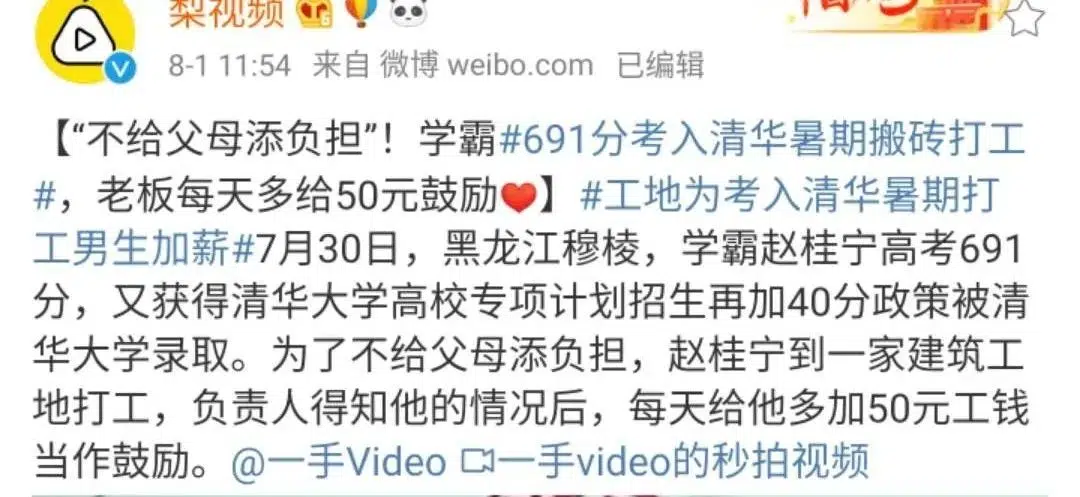 梨视频
8-1 11:54 来自 微博 weibo.com 已编辑
【“不给父母添负担”！学霸#691分考入清华暑期搬砖打工
#，老板每天多给50元鼓励❤】#工地为考入清华暑期打
工男生加薪#7月30日，黑龙江穆棱，学霸赵桂宁高考691
分，又获得清华大学高校专项计划招生再加40分政策被清
华大学录取。为了不给父母添负担，赵桂宁到一家建筑工
地打工，负责人得知他的情况后，每天给他多加50元工钱
当作鼓励。@一手Video 一手video的秒拍视频